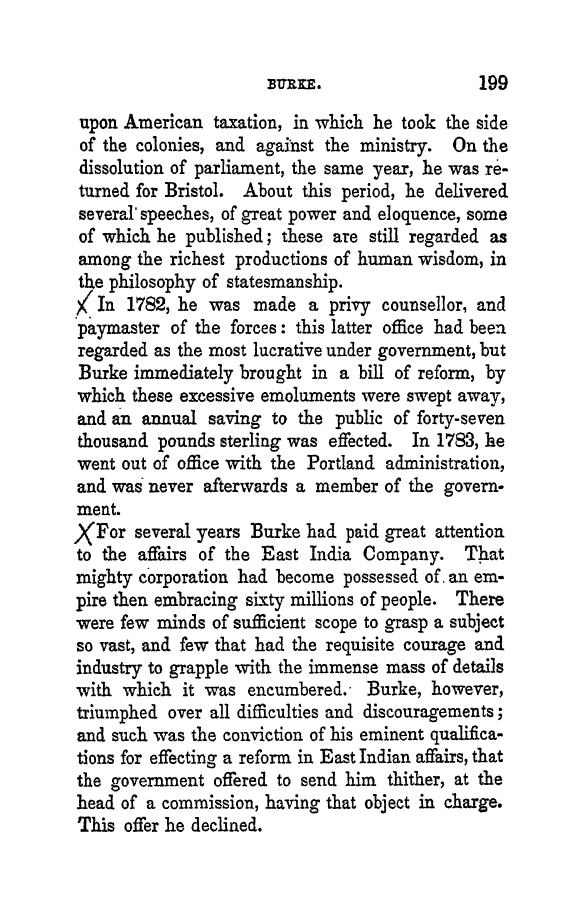 BURKE. 199
upon American taxation, in which he took the side
of the colonies, and against the ministry. On the
dissolution of parliament, the same year, he was re-
turned for Bristol. About this period, he delivered
several speeches, of great power and eloquence, some
of which he published; these are still regarded as
among the richest productions of human wisdom, in
the philosophy of statesmanship.
In 1782, he was made a privy counsellor, and
paymaster of the forces: this latter office had been
regarded as the most lucrative under government, but
Burke immediately brought in a bill of reform, by
which these excessive emoluments were swept away,
and an annual saving to the public of forty-seven
thousand pounds sterling was effected. In 1783, he
went out of office with the Portland administration,
and was never afterwards a member of the govern-
ment.
For several years Burke had paid great attention
to the affairs of the East India Company. That
mighty corporation had become possessed of an em-
pire then embracing sixty millions of people. There
were few minds of sufficient scope to grasp a subject
so vast, and few that had the requisite courage and
industry to grapple with the immense mass of details
with which it was encumbered. Burke, however,
triumphed over all difficulties and discouragements;
and such was the conviction of his eminent qualifica-
tions for effecting a reform in East Indian affairs, that
the government offered to send him thither, at the
head of a commission, having that object in charge.
This offer he declined.